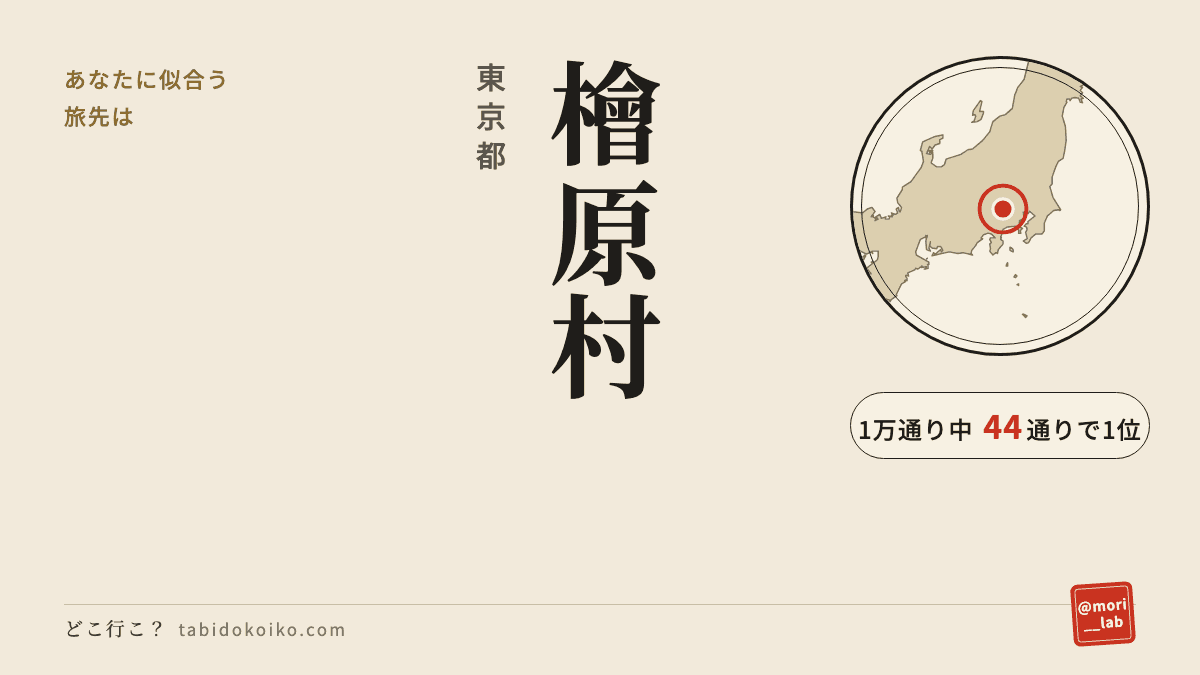 あなたに似合う
旅先は
東京都
檜原村
1万通り中 44通りで1位
どこ行こ？ tabidokoiko.com
@mori
__lab